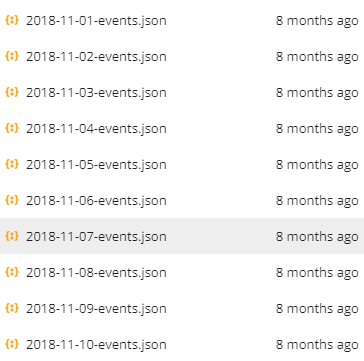 2018-11-01-events.json 8 months ago
2018-11-02-events.json 8 months ago
2018-11-03-events.json 8 months ago
2018-11-04-events.json 8 months ago
2018-11-05-events.json 8 months ago
2018-11-06-events.json 8 months ago
2018-11-07-events.json 8 months ago
2018-11-08-events.json 8 months ago
2018-11-09-events.json 8 months ago
2018-11-10-events.json 8 months ago